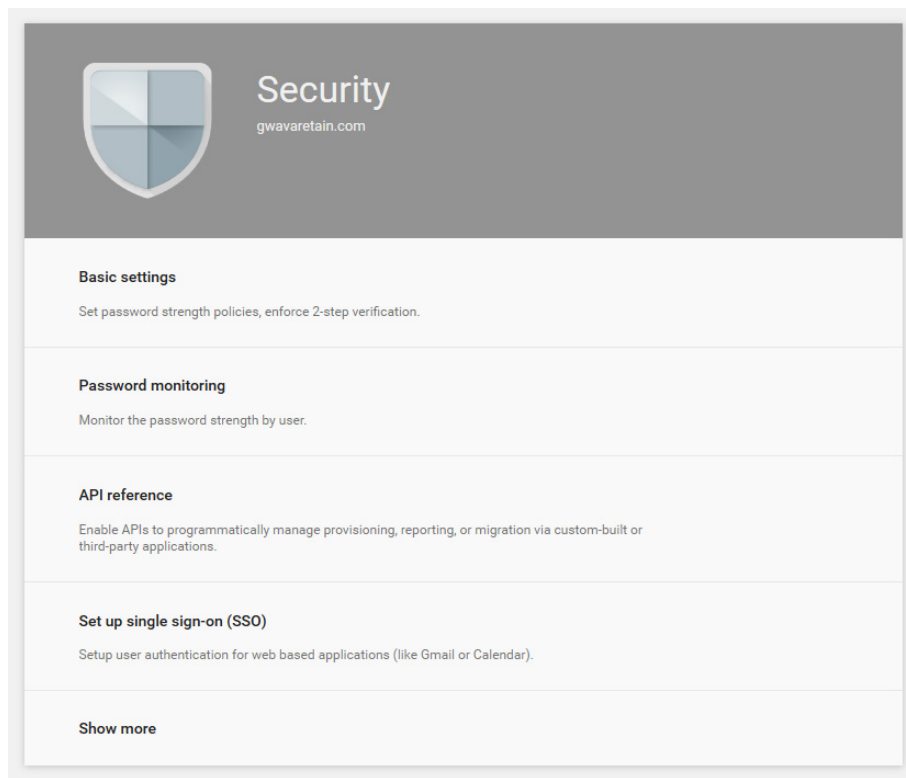 Security
gwavaretain.com
Basic settings
Set password strength policies, enforce 2-step verification.
Password monitoring
Monitor the password strength by user.
API reference
Enable APIs to programmatically manage provisioning, reporting, or migration via custom-built or
third-party applications.
Set up single sign-on (SSO)
Setup user authentication for web based applications (like Gmail or Calendar).
Show more